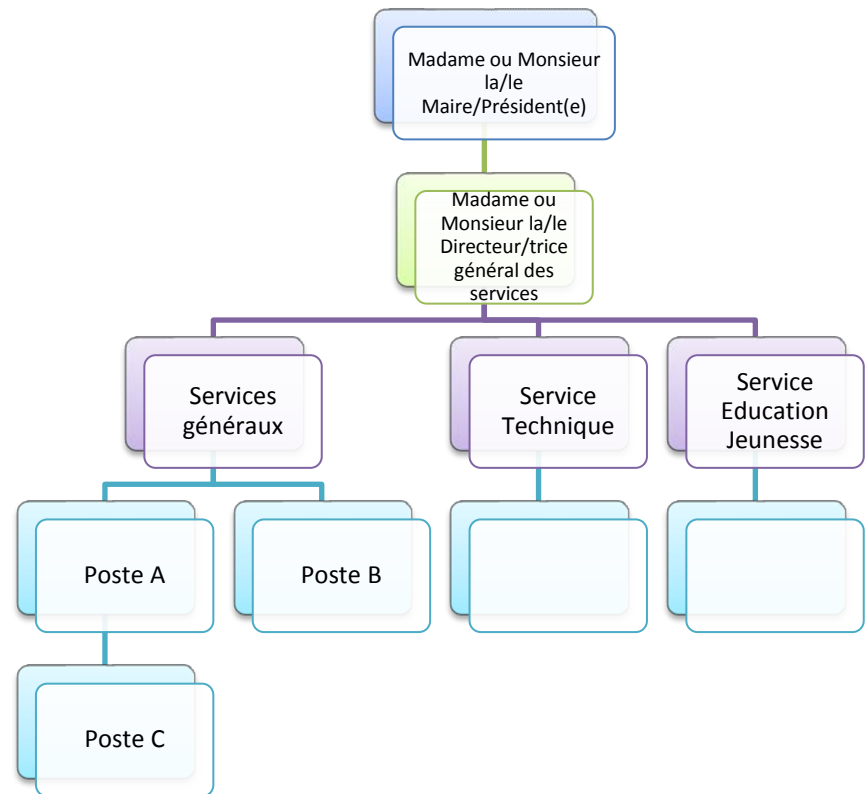 Madame ou Monsieur
la/le
Maire/Président(e)
Madame ou
Monsieur la/le
Directeur/trice
général des
services
Services
généraux
Service
Technique
Service
Education
Jeunesse
Poste A
Poste B
Poste C